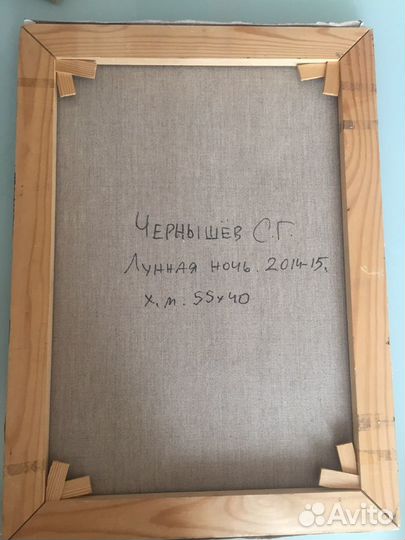 Чернышёв С.Г.
Лунная ночь. 2014-15.
х.м. 55х40
Avito